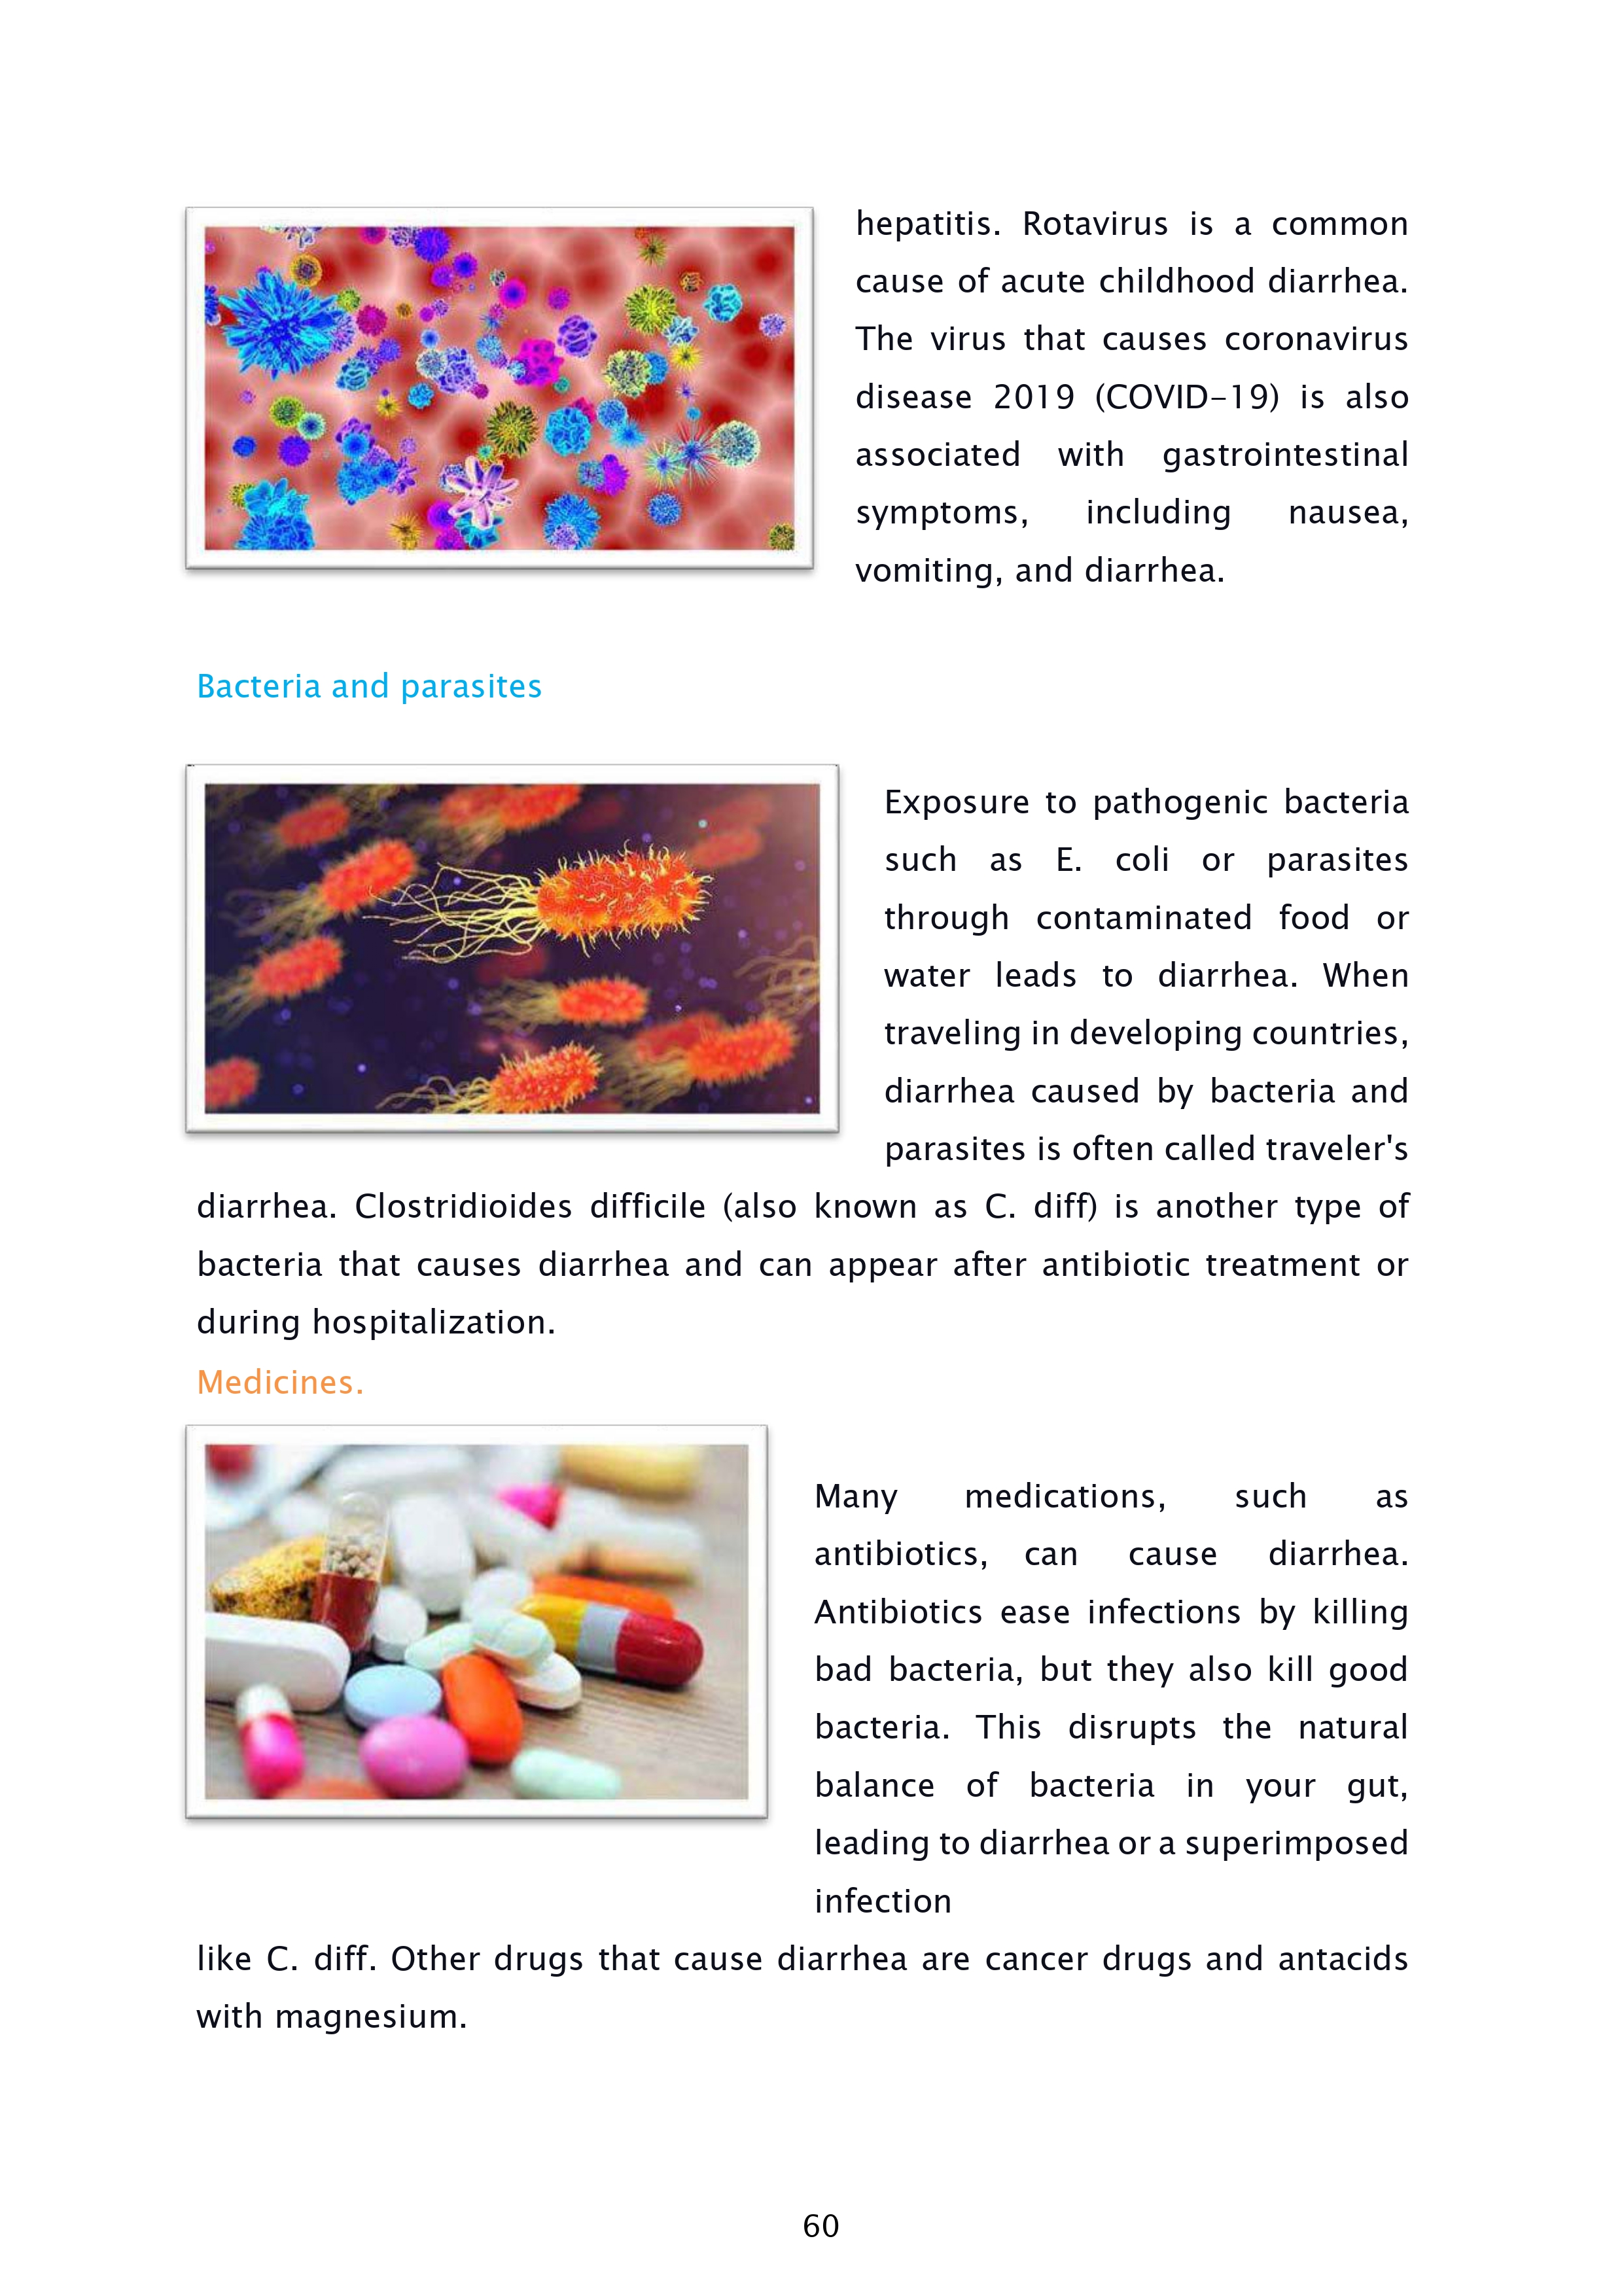 hepatitis. Rotavirus is a common
cause of acute childhood diarrhea.
The virus that causes coronavirus
disease 2019 (COVID-19) is also
associated with gastrointestinal
symptoms, including nausea,
vomiting, and diarrhea.
Bacteria and parasites
Exposure to pathogenic bacteria
such as E. coli or parasites
through contaminated food or
water leads to diarrhea. When
traveling in developing countries,
diarrhea caused by bacteria and
parasites is often called traveler's
diarrhea. Clostridioides difficile (also known as C. diff) is another type of
bacteria that causes diarrhea and can appear after antibiotic treatment or
during hospitalization.
Medicines.
Many medications, such as
antibiotics, can cause diarrhea.
Antibiotics ease infections by killing
bad bacteria, but they also kill good
bacteria. This disrupts the natural
balance of bacteria in your gut,
leading to diarrhea or a superimposed
infection
like C. diff. Other drugs that cause diarrhea are cancer drugs and antacids
with magnesium.
60